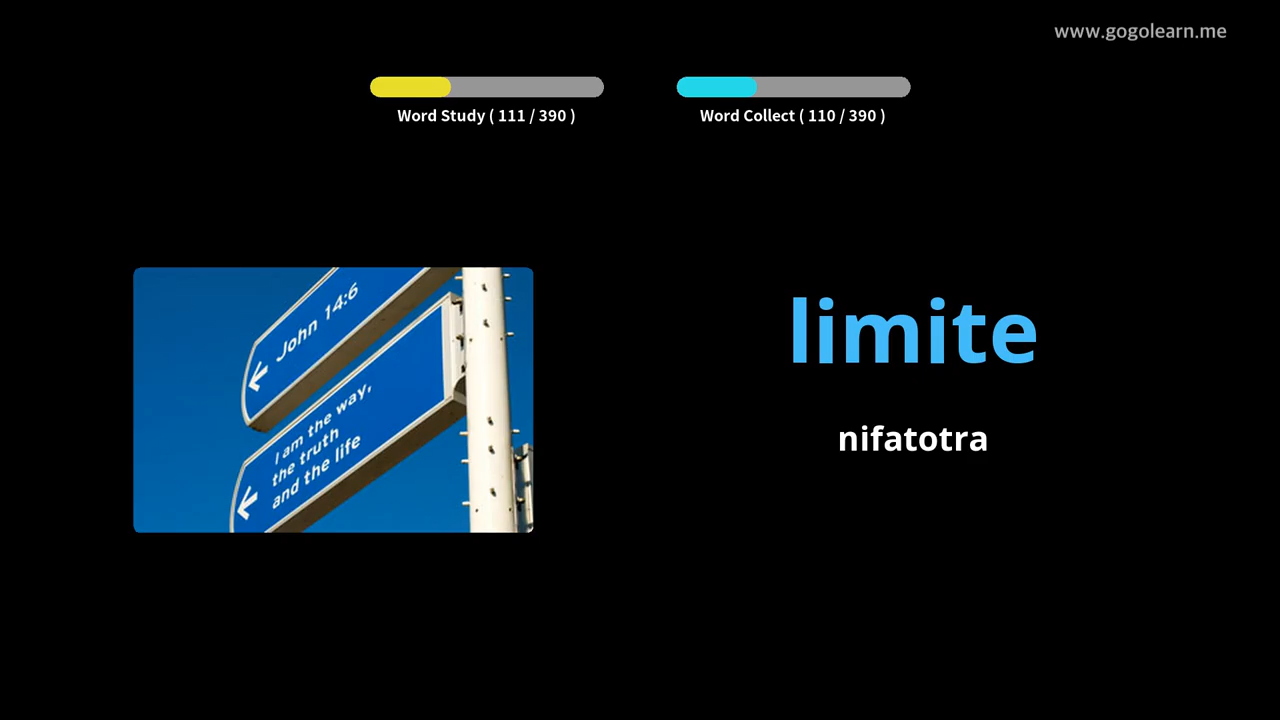 www.gogolearn.me
Word Study ( 111 / 390 )
Word Collect ( 110 / 390 )
John 14:6
I am the way,
the truth
and the life
limite
nifatotra